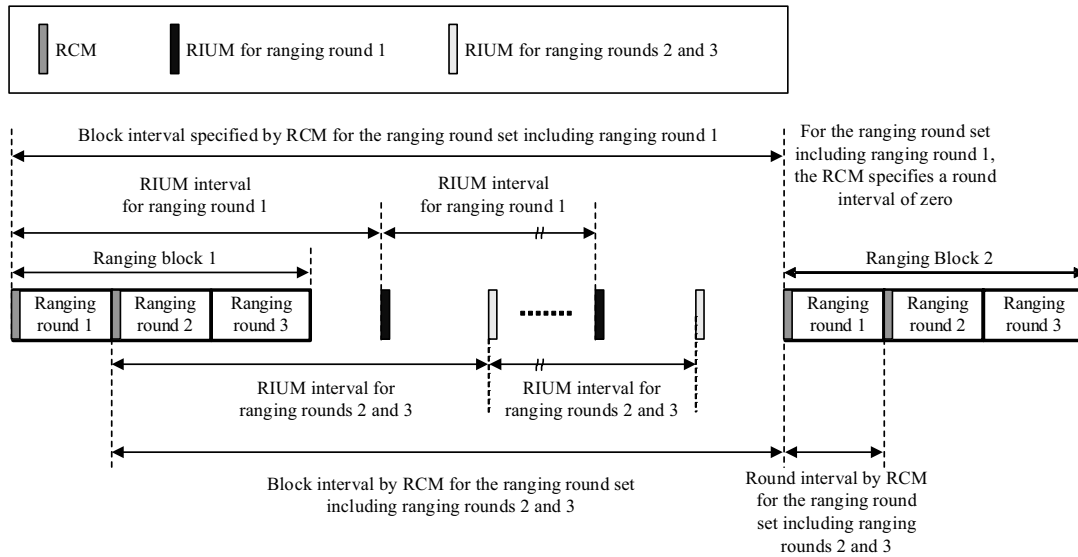 RCM
RIUM for ranging round 1
RIUM for ranging rounds 2 and 3
Block interval specified by RCM for the ranging round set including ranging round 1
For the ranging round set
including ranging round 1,
the RCM specifies a round
interval of zero
RIUM interval
for ranging round 1
RIUM interval
for ranging round 1
Ranging block 1
Ranging Block 2
Ranging
round 1
Ranging
round 2
Ranging
round 3
Ranging
round 1
Ranging
round 2
Ranging
round 3
RIUM interval for
ranging rounds 2 and 3
RIUM interval for
ranging rounds 2 and 3
Block interval by RCM for the ranging round set
including ranging rounds 2 and 3
Round interval by RCM
for the ranging round
set including ranging
rounds 2 and 3